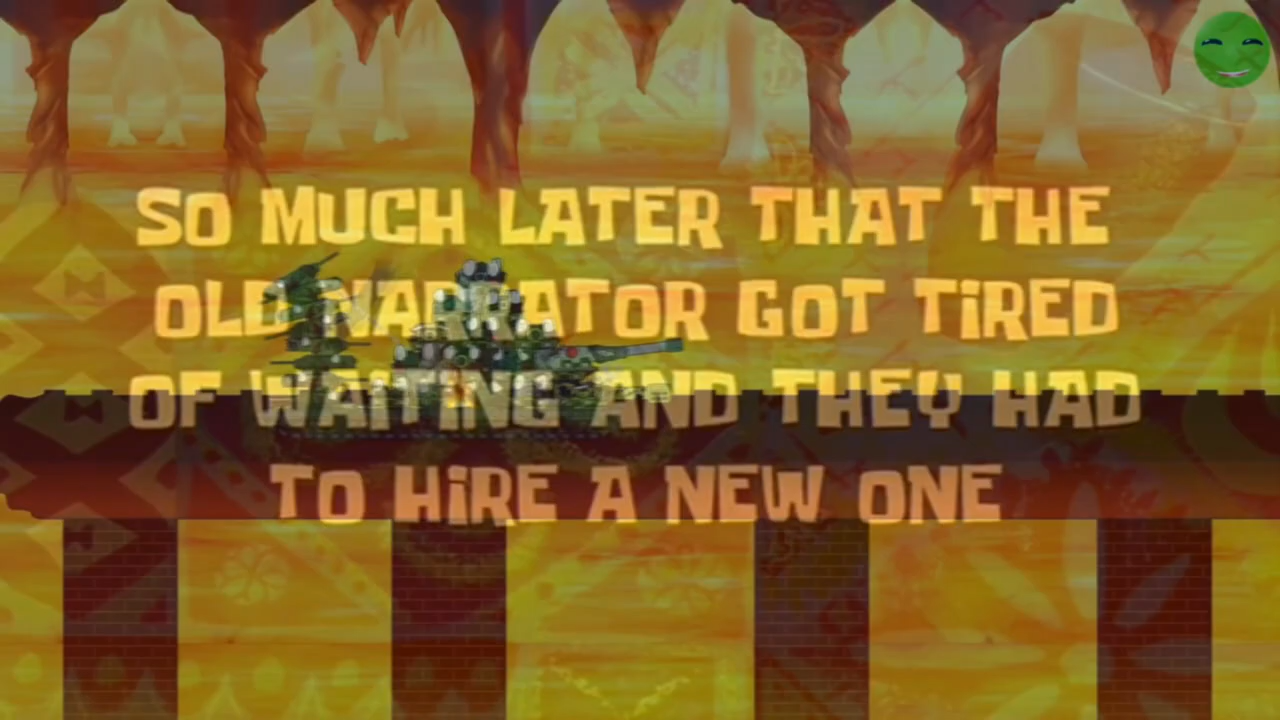 SO MUCH LATER THAT THE
OLD NARRATOR GOT TiRED
OF WAITING AND THEY HAD
TO HiRE A NEW ONE